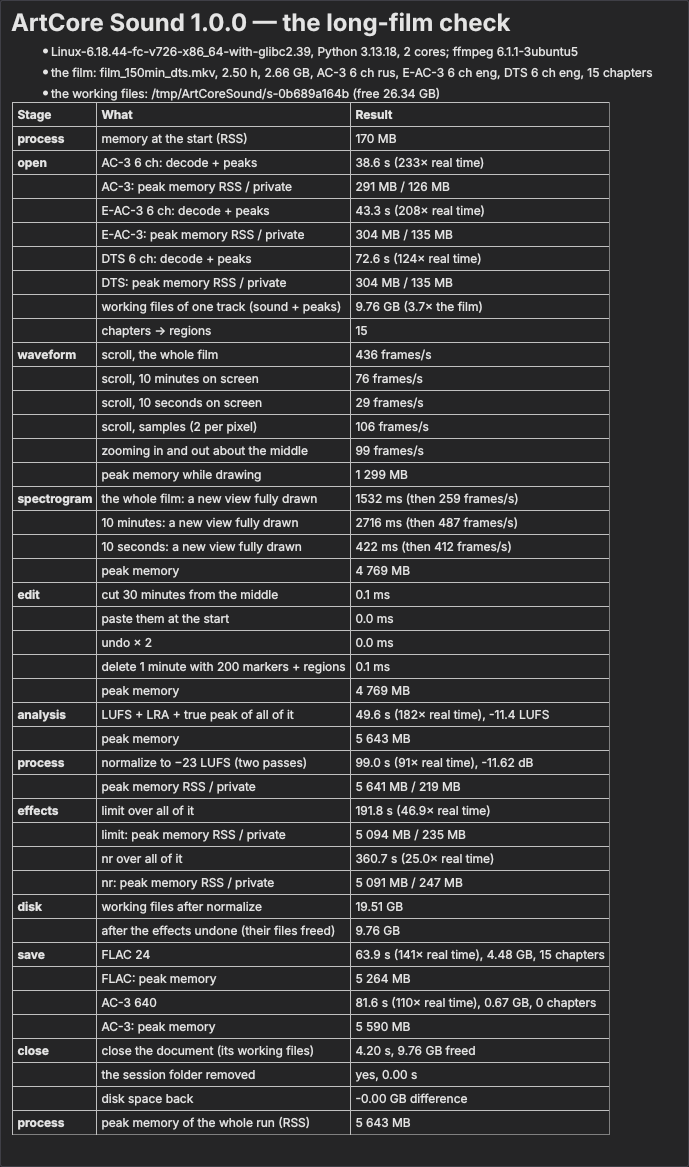 ArtCore Sound 1.0.0 — the long-film check
• Linux-6.18.44-fc-v726-x86_64-with-glibc2.39, Python 3.13.18, 2 cores; ffmpeg 6.1.1-3ubuntu5
• the film: film_150min_dts.mkv, 2.50 h, 2.66 GB, AC-3 6 ch rus, E-AC-3 6 ch eng, DTS 6 ch eng, 15 chapters
• the working files: /tmp/ArtCoreSound/s-0b689a164b (free 26.34 GB)
Stage What Result
process memory at the start (RSS) 170 MB
open AC-3 6 ch: decode + peaks 38.6 s (233× real time)
AC-3: peak memory RSS / private 291 MB / 126 MB
E-AC-3 6 ch: decode + peaks 43.3 s (208× real time)
E-AC-3: peak memory RSS / private 304 MB / 135 MB
DTS 6 ch: decode + peaks 72.6 s (124× real time)
DTS: peak memory RSS / private 304 MB / 135 MB
working files of one track (sound + peaks) 9.76 GB (3.7× the film)
chapters → regions 15
waveform scroll, the whole film 436 frames/s
scroll, 10 minutes on screen 76 frames/s
scroll, 10 seconds on screen 29 frames/s
scroll, samples (2 per pixel) 106 frames/s
zooming in and out about the middle 99 frames/s
peak memory while drawing 1 299 MB
spectrogram the whole film: a new view fully drawn 1532 ms (then 259 frames/s)
10 minutes: a new view fully drawn 2716 ms (then 487 frames/s)
10 seconds: a new view fully drawn 422 ms (then 412 frames/s)
peak memory 4 769 MB
edit cut 30 minutes from the middle 0.1 ms
paste them at the start 0.0 ms
undo × 2 0.0 ms
delete 1 minute with 200 markers + regions 0.1 ms
peak memory 4 769 MB
analysis LUFS + LRA + true peak of all of it 49.6 s (182× real time), -11.4 LUFS
peak memory 5 643 MB
process normalize to −23 LUFS (two passes) 99.0 s (91× real time), -11.62 dB
peak memory RSS / private 5 641 MB / 219 MB
effects limit over all of it 191.8 s (46.9× real time)
limit: peak memory RSS / private 5 094 MB / 235 MB
nr over all of it 360.7 s (25.0× real time)
nr: peak memory RSS / private 5 091 MB / 247 MB
disk working files after normalize 19.51 GB
after the effects undone (their files freed) 9.76 GB
save FLAC 24 63.9 s (141× real time), 4.48 GB, 15 chapters
FLAC: peak memory 5 264 MB
AC-3 640 81.6 s (110× real time), 0.67 GB, 0 chapters
AC-3: peak memory 5 590 MB
close close the document (its working files) 4.20 s, 9.76 GB freed
the session folder removed yes, 0.00 s
disk space back -0.00 GB difference
process peak memory of the whole run (RSS) 5 643 MB